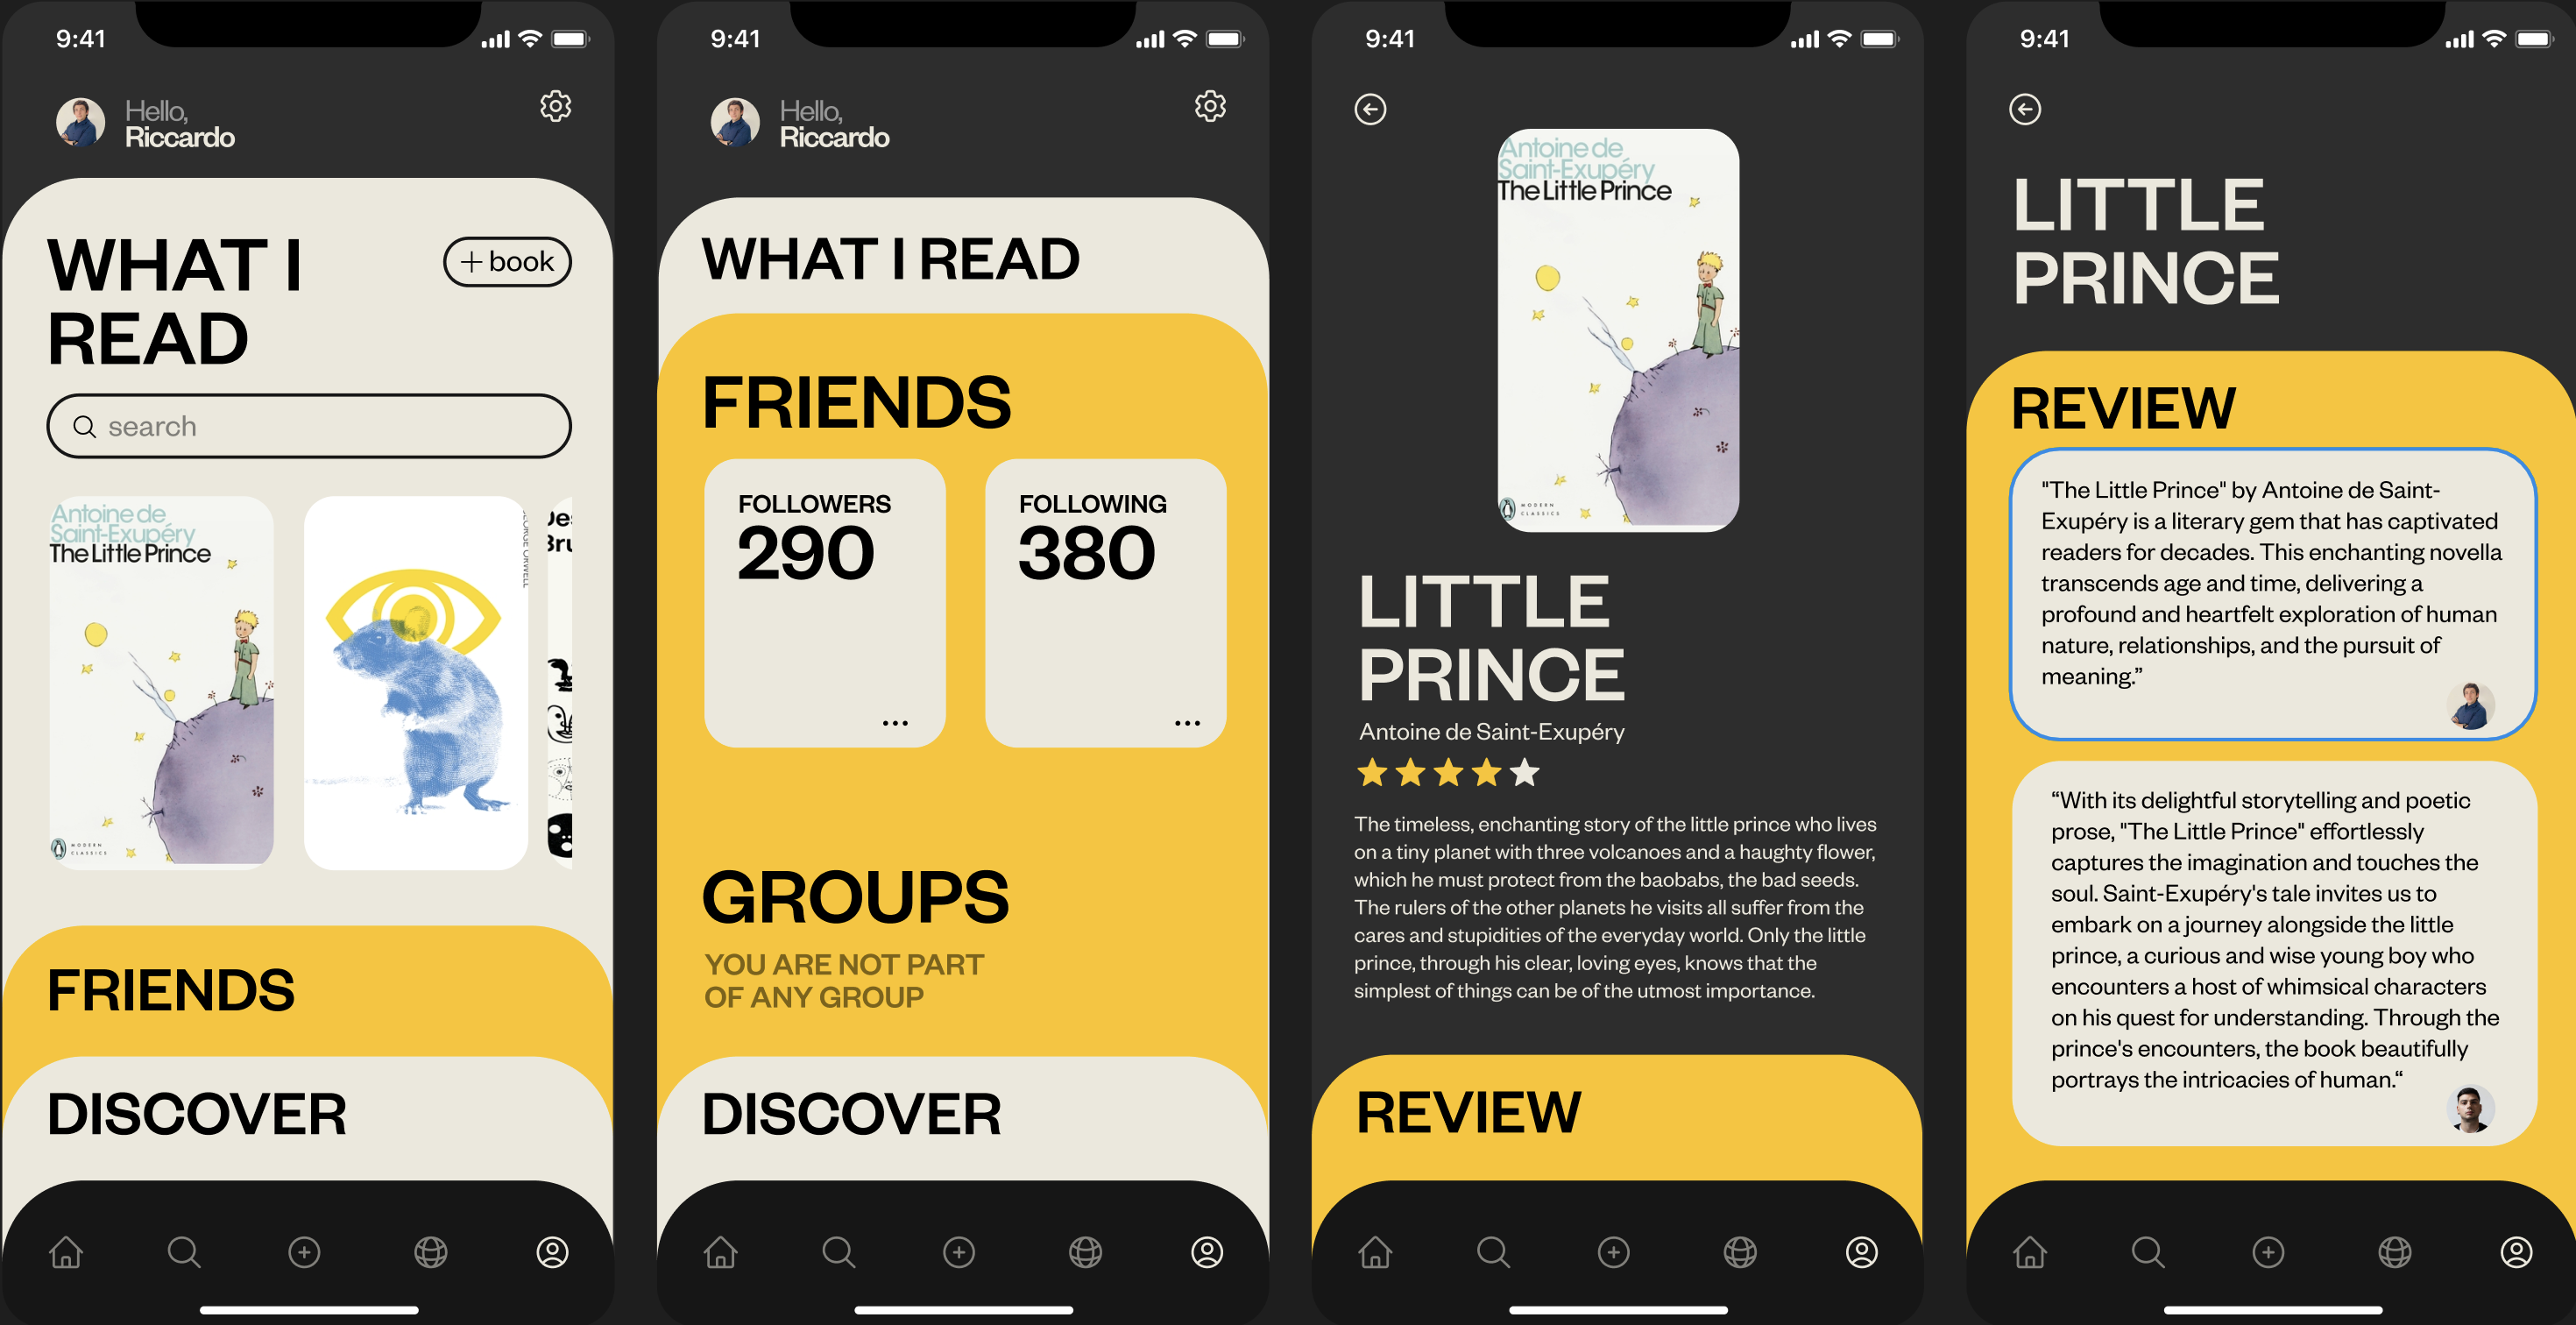 9:41
Hello,
Riccardo
WHAT I
READ
+ book
search
Antoine de
Saint-Exupéry
The Little Prince
MODERN
CLASSICS
GEORGE ORWELL
FRIENDS
DISCOVER
9:41
Hello,
Riccardo
WHAT I READ
FRIENDS
FOLLOWERS
290
...
FOLLOWING
380
...
GROUPS
YOU ARE NOT PART
OF ANY GROUP
DISCOVER
9:41
Antoine de
Saint-Exupéry
The Little Prince
MODERN
CLASSICS
LITTLE
PRINCE
Antoine de Saint-Exupéry
The timeless, enchanting story of the little prince who lives
on a tiny planet with three volcanoes and a haughty flower,
which he must protect from the baobabs, the bad seeds.
The rulers of the other planets he visits all suffer from the
cares and stupidities of the everyday world. Only the little
prince, through his clear, loving eyes, knows that the
simplest of things can be of the utmost importance.
REVIEW
9:41
LITTLE
PRINCE
REVIEW
"The Little Prince" by Antoine de Saint-
Exupéry is a literary gem that has captivated
readers for decades. This enchanting novella
transcends age and time, delivering a
profound and heartfelt exploration of human
nature, relationships, and the pursuit of
meaning.”
“With its delightful storytelling and poetic
prose, "The Little Prince" effortlessly
captures the imagination and touches the
soul. Saint-Exupéry's tale invites us to
embark on a journey alongside the little
prince, a curious and wise young boy who
encounters a host of whimsical characters
on his quest for understanding. Through the
prince's encounters, the book beautifully
portrays the intricacies of human.“